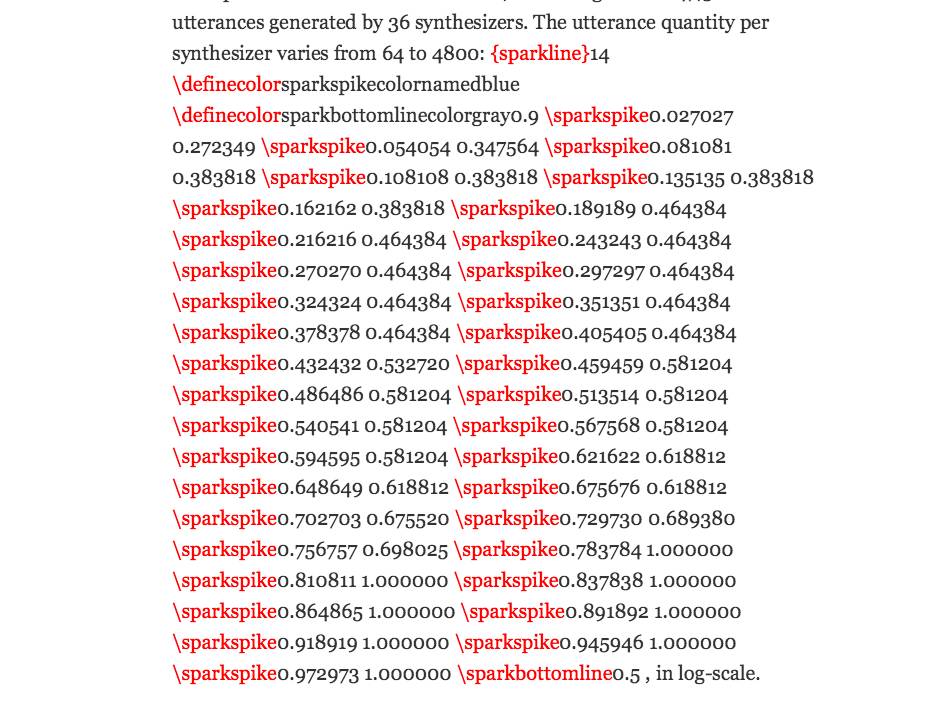 utterances generated by 36 synthesizers. The utterance quantity per
synthesizer varies from 64 to 4800: {sparkline}14
\definecolorsparkspikecolornamedblue
\definecolorsparkbottomlinecolorgray0.9 \sparkspike0.027027
0.272349 \sparkspike0.054054 0.347564 \sparkspike0.081081
0.383818 \sparkspike0.108108 0.383818 \sparkspike0.135135 0.383818
\sparkspike0.162162 0.383818 \sparkspike0.189189 0.464384
\sparkspike0.216216 0.464384 \sparkspike0.243243 0.464384
\sparkspike0.270270 0.464384 \sparkspike0.297297 0.464384
\sparkspike0.324324 0.464384 \sparkspike0.351351 0.464384
\sparkspike0.378378 0.464384 \sparkspike0.405405 0.464384
\sparkspike0.432432 0.532720 \sparkspike0.459459 0.581204
\sparkspike0.486486 0.581204 \sparkspike0.513514 0.581204
\sparkspike0.540541 0.581204 \sparkspike0.567568 0.581204
\sparkspike0.594595 0.581204 \sparkspike0.621622 0.618812
\sparkspike0.648649 0.618812 \sparkspike0.675676 0.618812
\sparkspike0.702703 0.675520 \sparkspike0.729730 0.689380
\sparkspike0.756757 0.698025 \sparkspike0.783784 1.000000
\sparkspike0.810811 1.000000 \sparkspike0.837838 1.000000
\sparkspike0.864865 1.000000 \sparkspike0.891892 1.000000
\sparkspike0.918919 1.000000 \sparkspike0.945946 1.000000
\sparkspike0.972973 1.000000 \sparkbottomline0.5 , in log-scale.